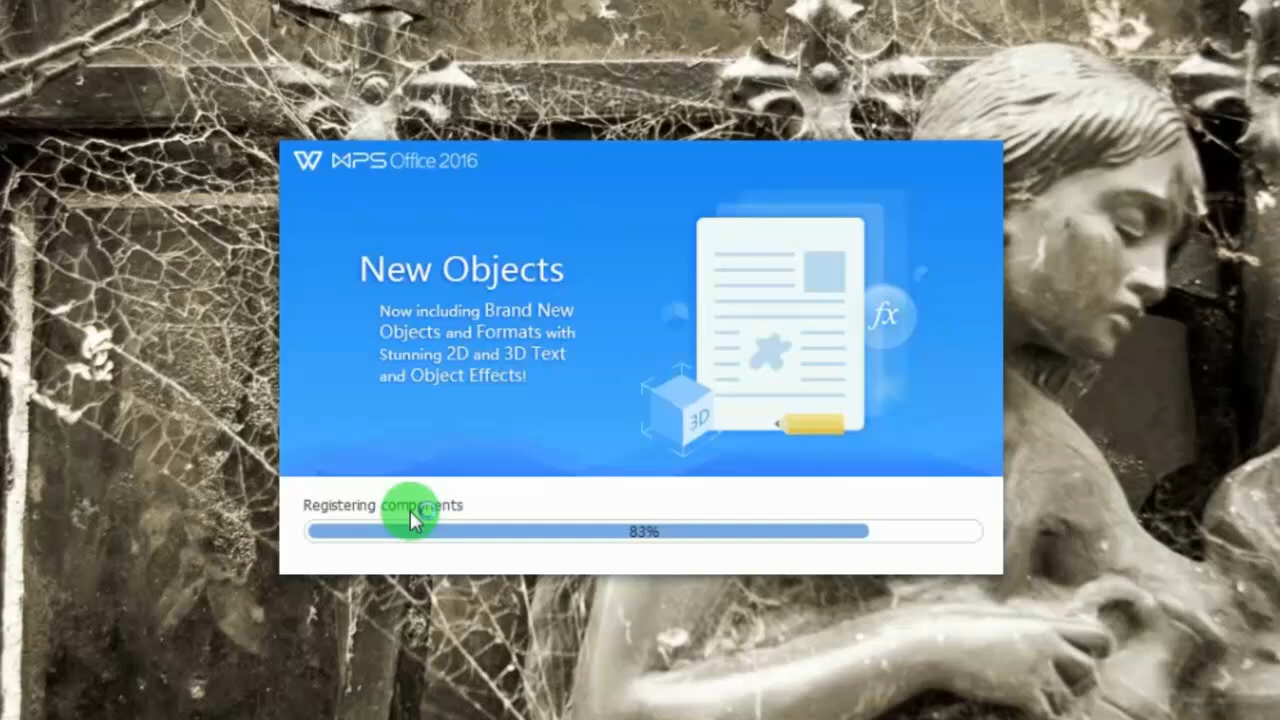 WPS Office 2016
New Objects
Now including Brand New
Objects and Formats with
Stunning 2D and 3D Text
and Object Effects!
fx
3D
Registering components
83%